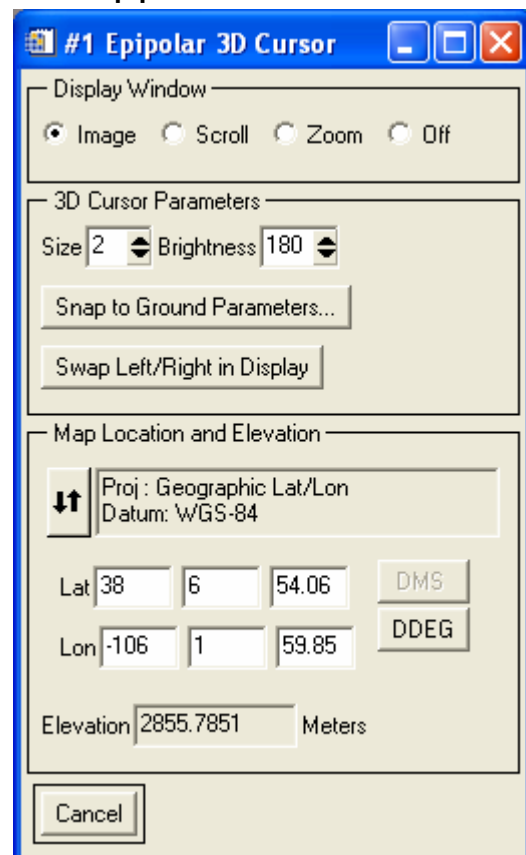 #1 Epipolar 3D Cursor
Display Window
Image Scroll Zoom Off
3D Cursor Parameters
Size 2 Brightness 180
Snap to Ground Parameters...
Swap Left/Right in Display
Map Location and Elevation
Proj : Geographic Lat/Lon
Datum: WGS-84
Lat 38 6 54.06 DMS
Lon -106 1 59.85 DDEG
Elevation 2855.7851 Meters
Cancel